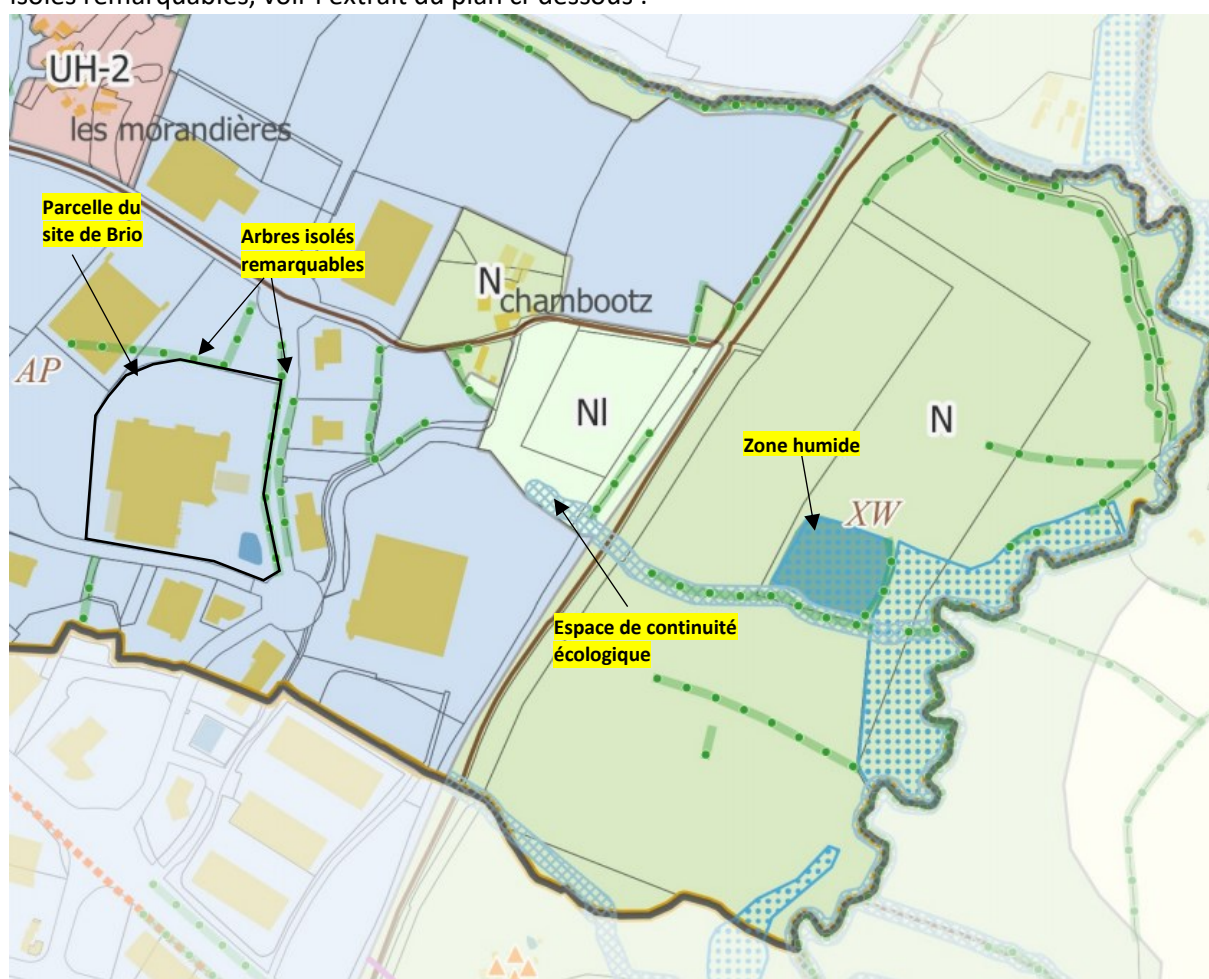 isolés remarquables, voir l'extrait du plan ci-dessous :
UH-2
les morandières
Parcelle du
site de Brio
Arbres isolés
remarquables
N
chambootz
AP
Nl
N
Zone humide
XW
Espace de continuité
écologique